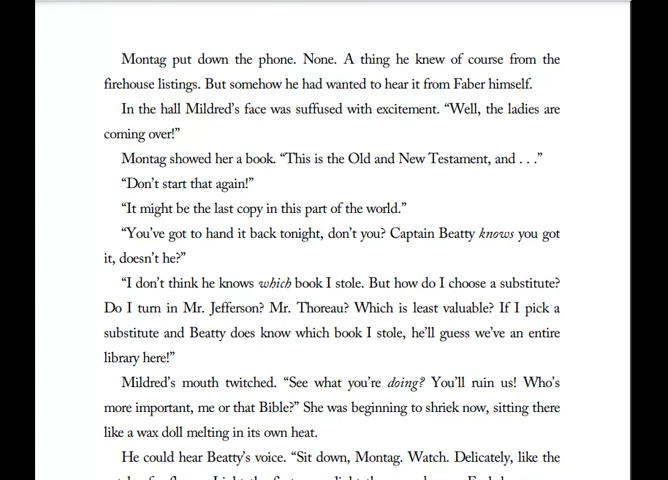 Montag put down the phone. None. A thing he knew of course from the
firehouse listings. But somehow he had wanted to hear it from Faber himself.
In the hall Mildred’s face was suffused with excitement. “Well, the ladies are
coming over!”
Montag showed her a book. “This is the Old and New Testament, and . . .”
“Don’t start that again!”
“It might be the last copy in this part of the world.”
“You’ve got to hand it back tonight, don’t you? Captain Beatty knows you got
it, doesn’t he?”
“I don’t think he knows which book I stole. But how do I choose a substitute?
Do I turn in Mr. Jefferson? Mr. Thoreau? Which is least valuable? If I pick a
substitute and Beatty does know which book I stole, he’ll guess we’ve an entire
library here!”
Mildred’s mouth twitched. “See what you’re doing? You’ll ruin us! Who’s
more important, me or that Bible?” She was beginning to shriek now, sitting there
like a wax doll melting in its own heat.
He could hear Beatty’s voice. “Sit down, Montag. Watch. Delicately, like the